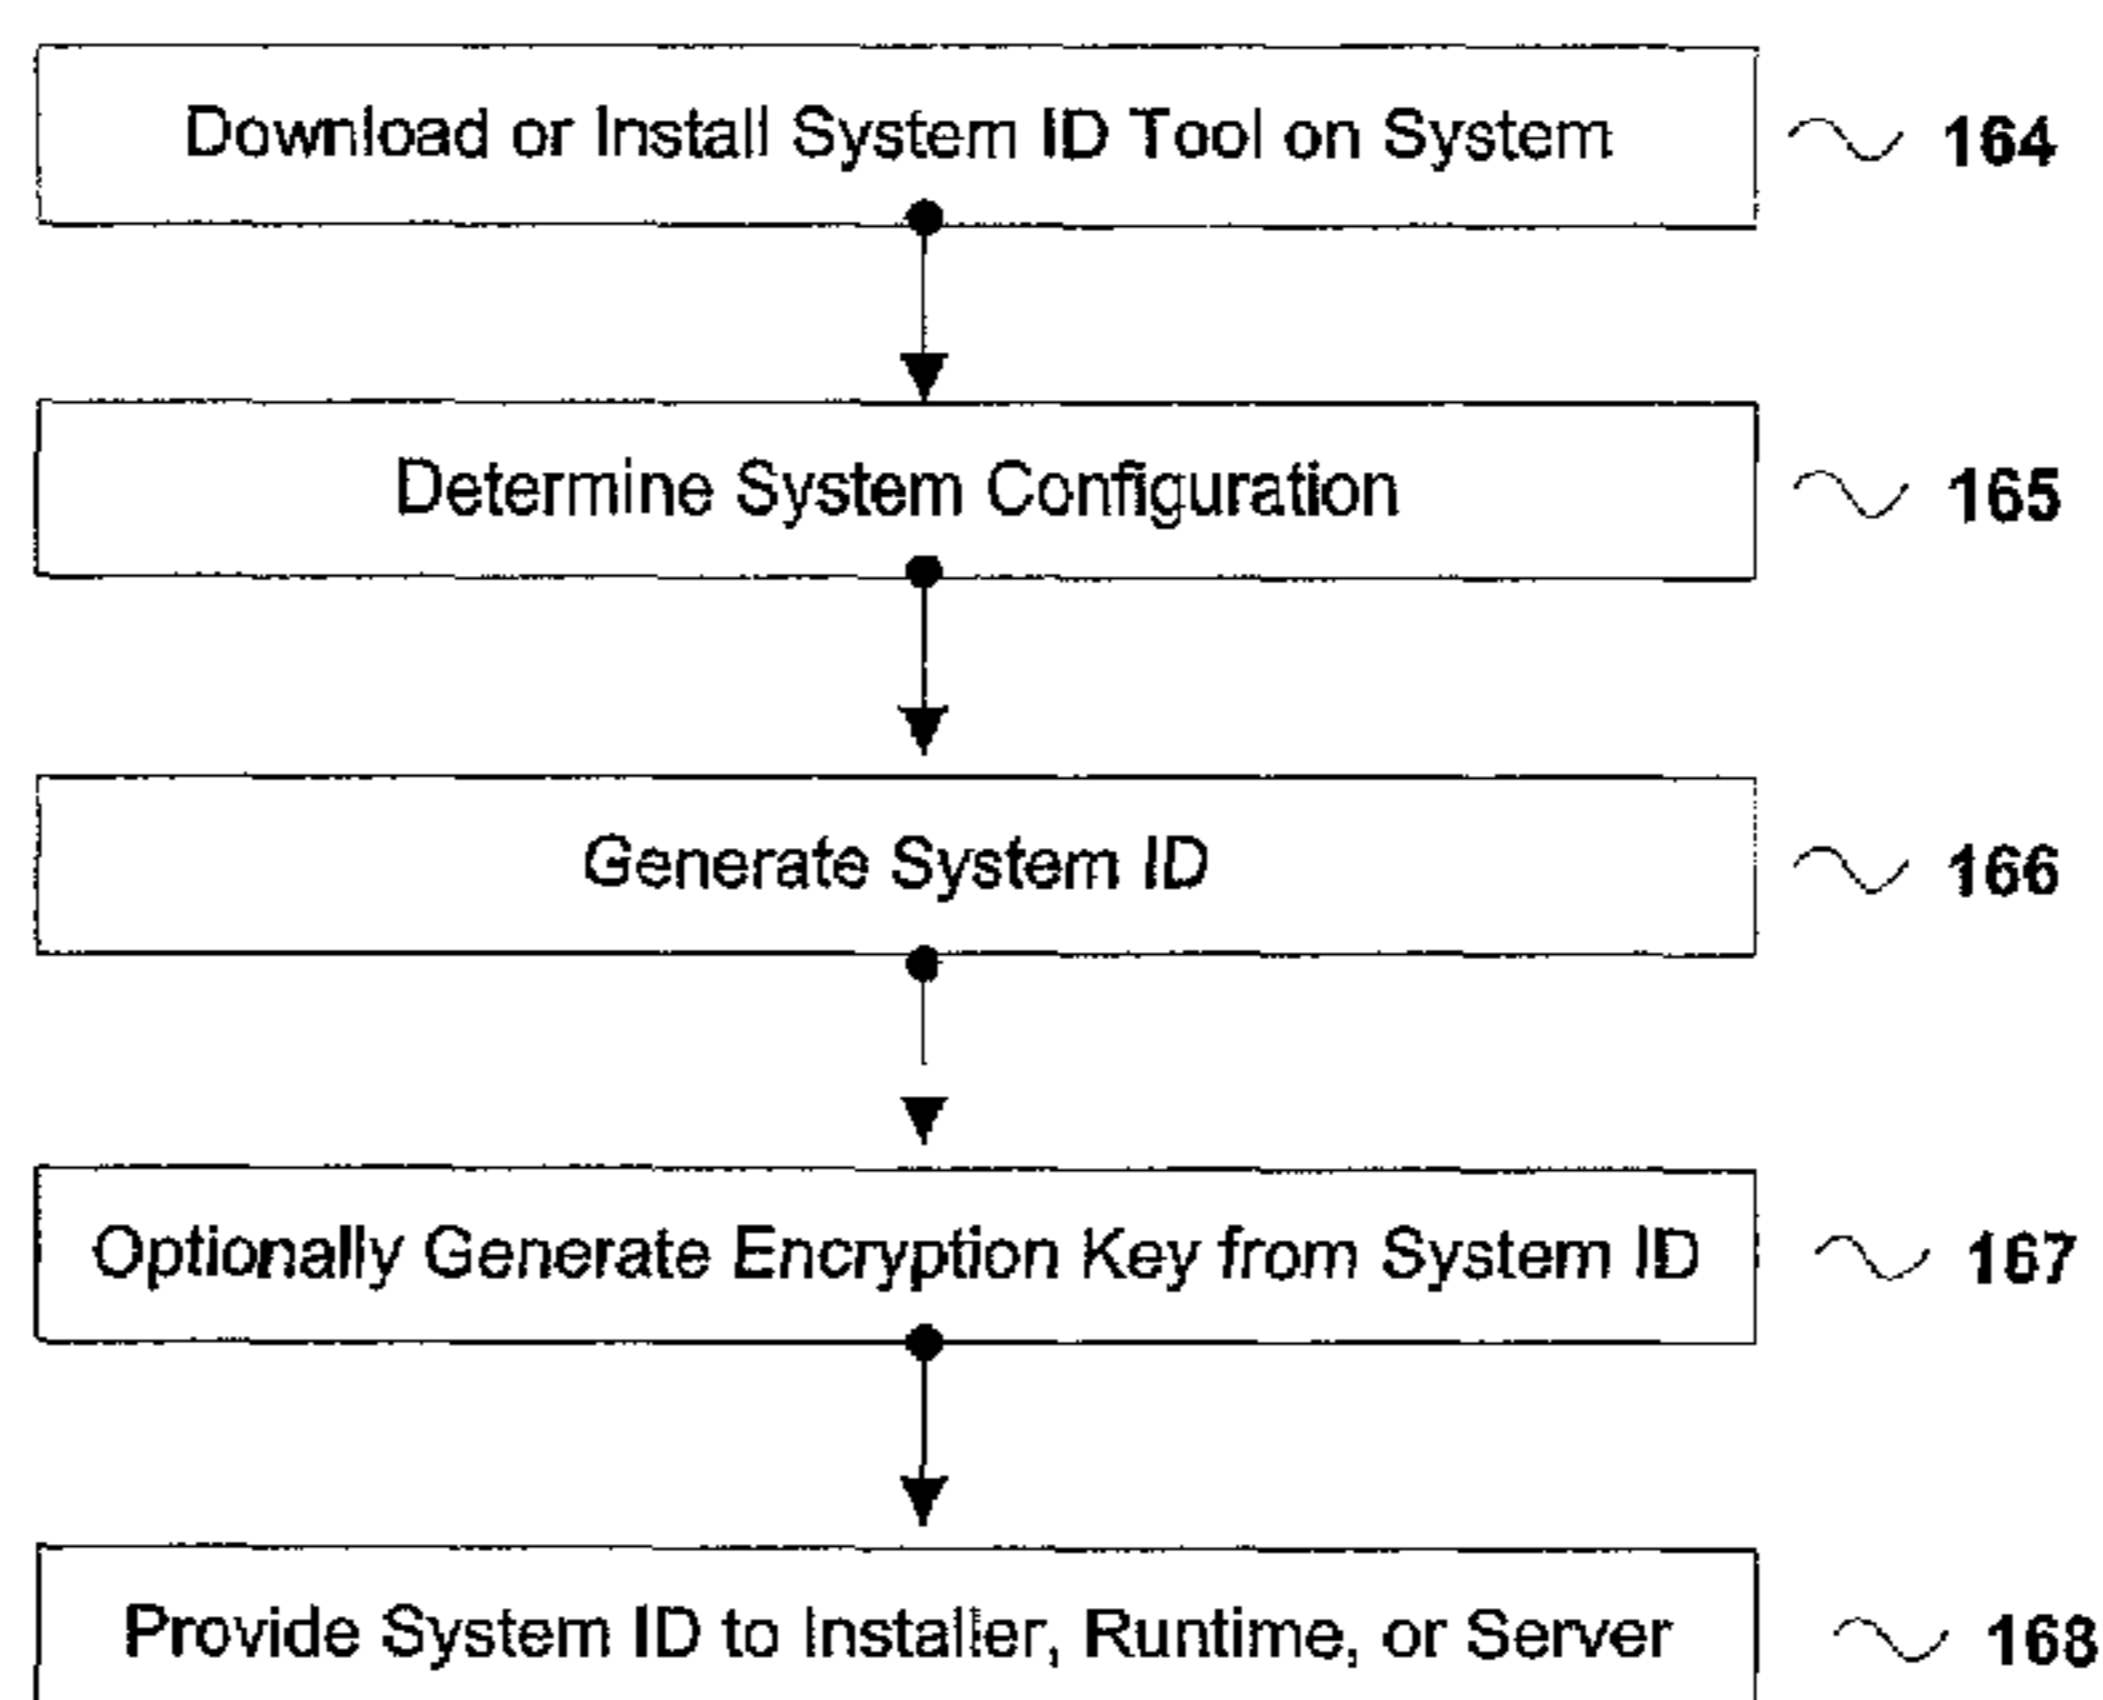 Download or Install System ID Tool on System 164
Determine System Configuration 165
Generate System ID 166
Optionally Generate Encryption Key from System ID 167
Provide System ID to Installer, Runtime, or Server 168